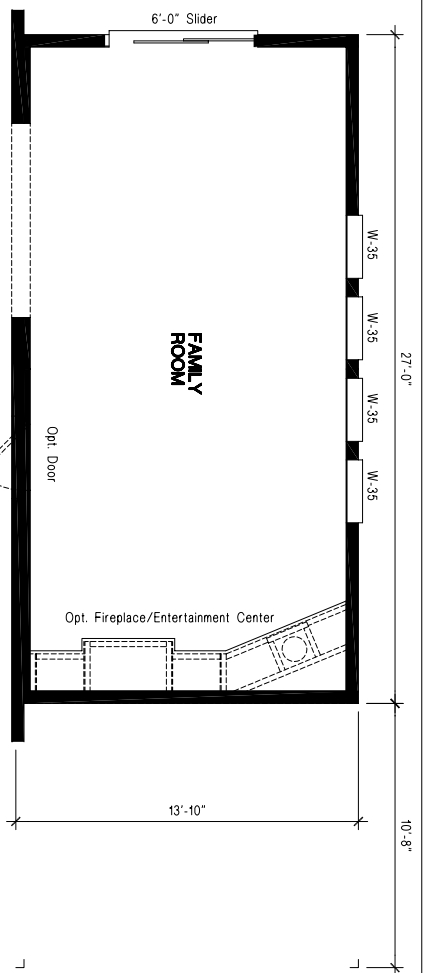 6'-0" Slider
W-35
W-35
W-35
W-35
27'-0"
FAMILY
ROOM
Opt. Door
Opt. Fireplace/Entertainment Center
13'-10"
10'-8"